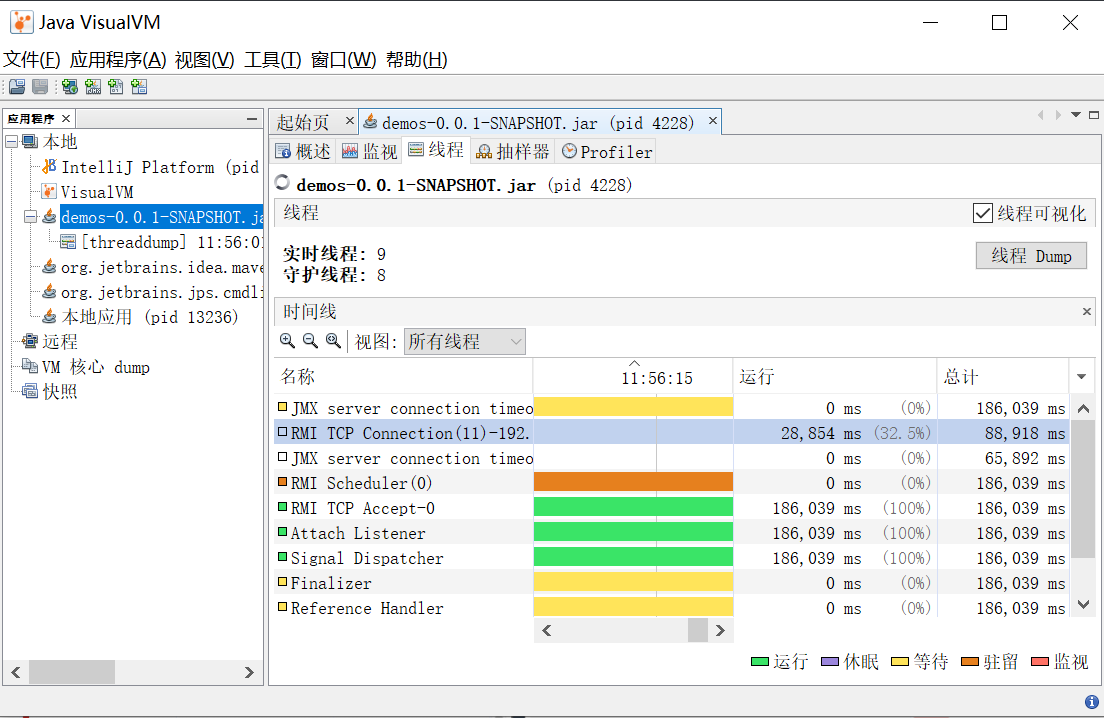 Java VisualVM
文件(F) 应用程序(A) 视图(V) 工具(T) 窗口(W) 帮助(H)
应用程序
本地
IntelliJ Platform (pid
VisualVM
demos-0.0.1-SNAPSHOT.ja
[threaddump] 11:56:01
org.jetbrains.idea.mave
org.jetbrains.jps.cmdli
本地应用 (pid 13236)
远程
VM 核心 dump
快照
起始页 demos-0.0.1-SNAPSHOT.jar (pid 4228)
概述 监视 线程 抽样器 Profiler
demos-0.0.1-SNAPSHOT.jar (pid 4228)
线程 线程可视化
实时线程: 9
守护线程: 8
线程 Dump
时间线
视图: 所有线程
名称 11:56:15 运行 总计
JMX server connection timeo 0 ms (0%) 186,039 ms
RMI TCP Connection(11)-192. 28,854 ms (32.5%) 88,918 ms
JMX server connection timeo 0 ms (0%) 65,892 ms
RMI Scheduler(0) 0 ms (0%) 186,039 ms
RMI TCP Accept-0 186,039 ms (100%) 186,039 ms
Attach Listener 186,039 ms (100%) 186,039 ms
Signal Dispatcher 186,039 ms (100%) 186,039 ms
Finalizer 0 ms (0%) 186,039 ms
Reference Handler 0 ms (0%) 186,039 ms
运行 休眠 等待 驻留 监视